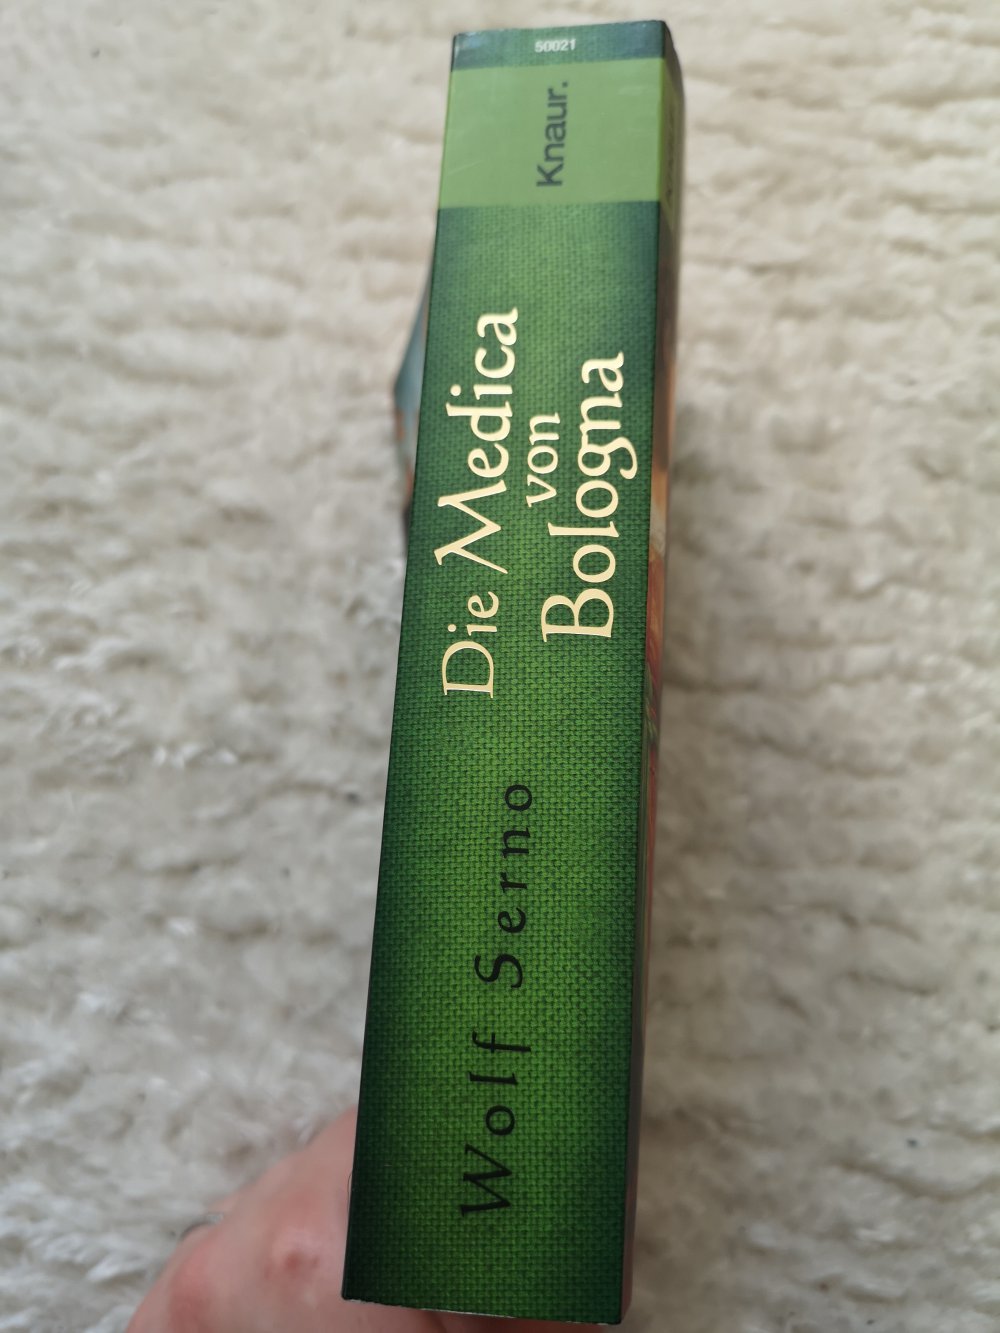 Wolf Serno
Die Medica
von
Bologna
Knaur.
50021